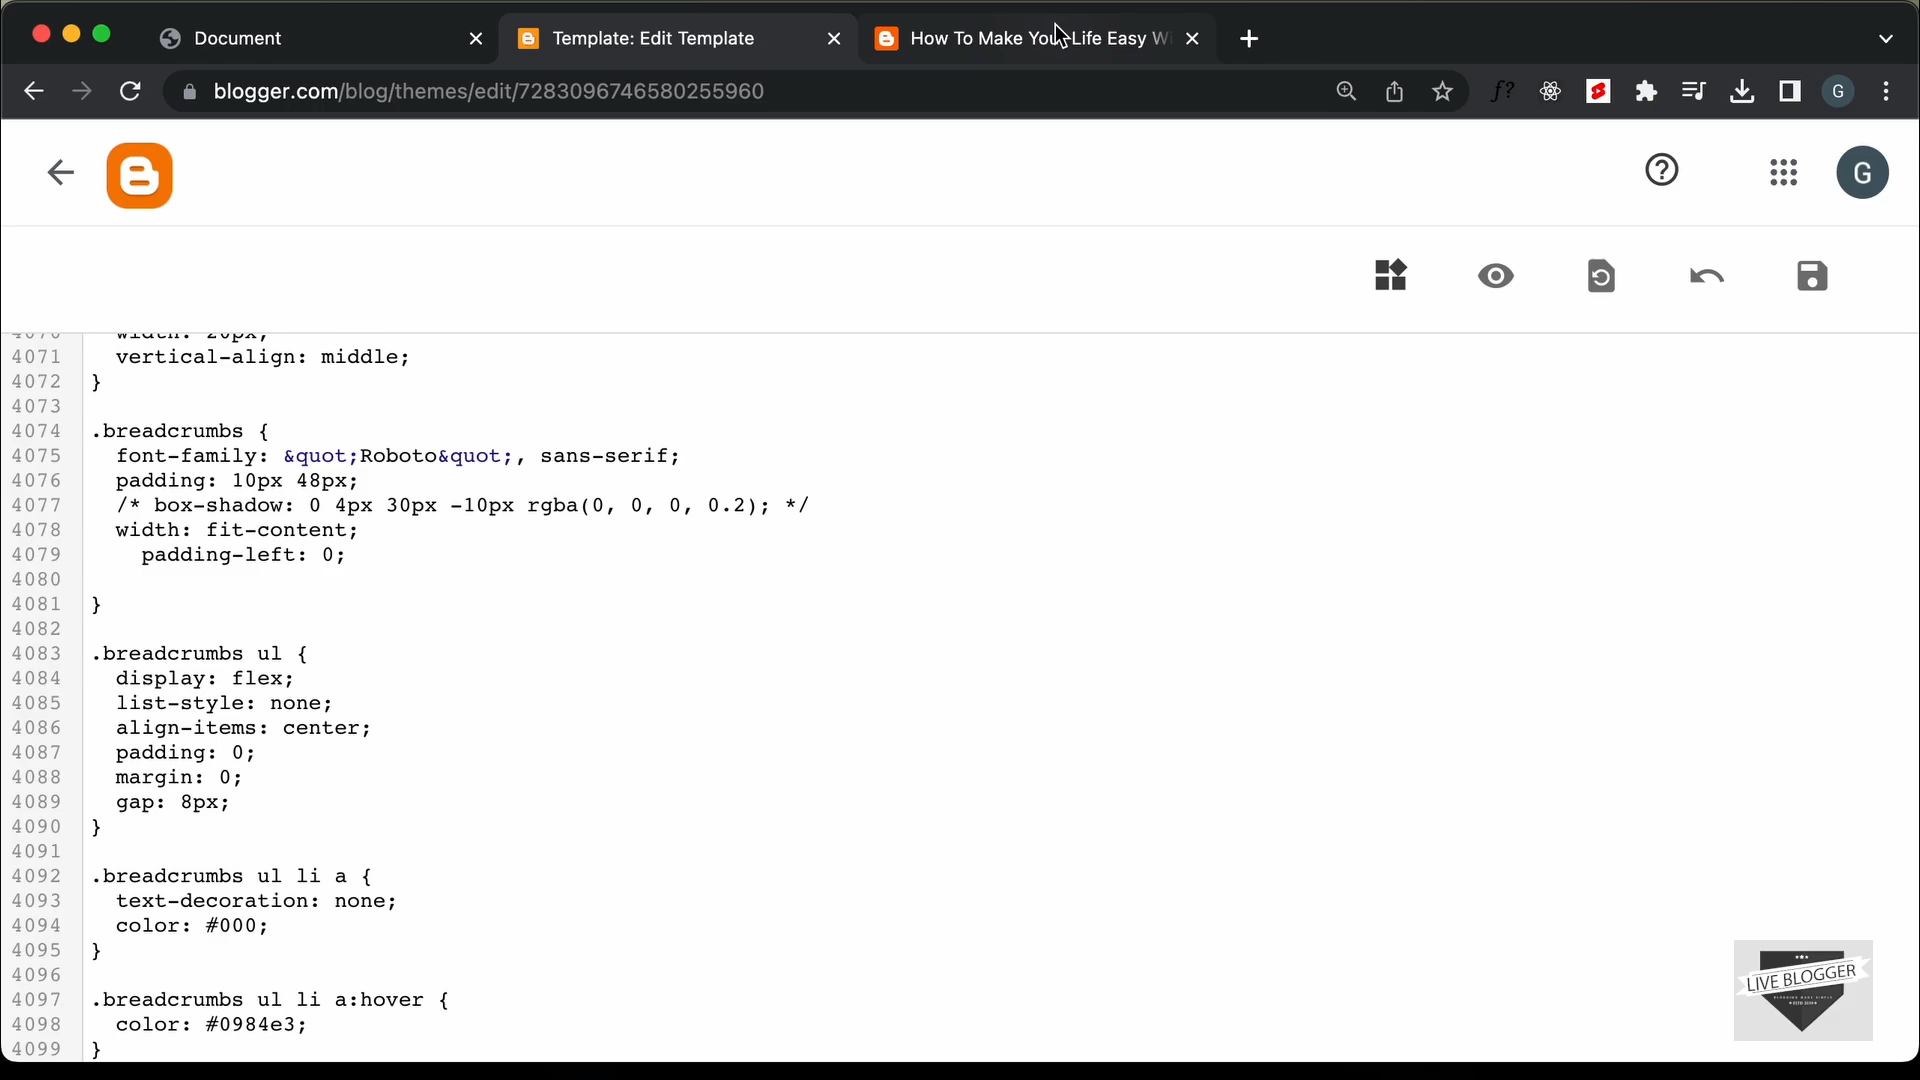 Document
Template: Edit Template
How To Make You Life Easy Wi
blogger.com/blog/themes/edit/7283096746580255960
f?
G
G
4070 width: 20px;
4071 vertical-align: middle;
4072 }
4073
4074 .breadcrumbs {
4075 font-family: &quot;Roboto&quot;, sans-serif;
4076 padding: 10px 48px;
4077 /* box-shadow: 0 4px 30px -10px rgba(0, 0, 0, 0.2); */
4078 width: fit-content;
4079 padding-left: 0;
4080
4081 }
4082
4083 .breadcrumbs ul {
4084 display: flex;
4085 list-style: none;
4086 align-items: center;
4087 padding: 0;
4088 margin: 0;
4089 gap: 8px;
4090 }
4091
4092 .breadcrumbs ul li a {
4093 text-decoration: none;
4094 color: #000;
4095 }
4096
4097 .breadcrumbs ul li a:hover {
4098 color: #0984e3;
4099 }
LIVE BLOGGER